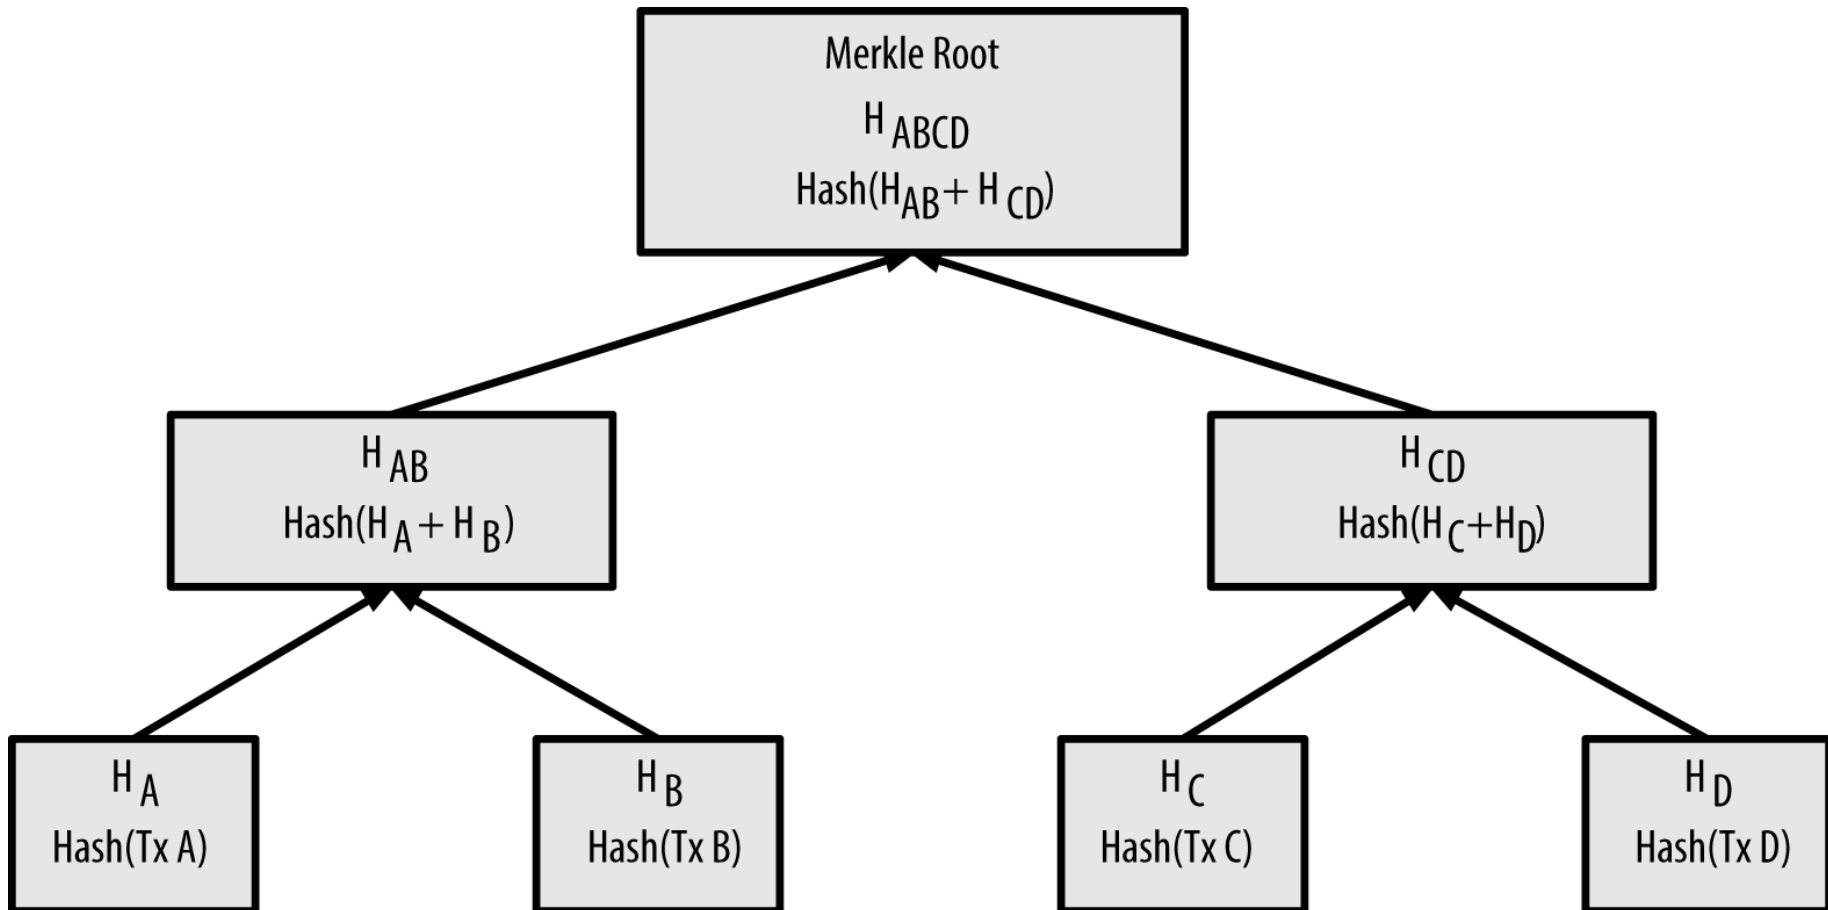 Merkle Root
H ABCD
Hash(HAB+ H CD)
H AB
Hash(H A + H B)
H CD
Hash(H C+HD)
H A
Hash(Tx A)
H B
Hash(Tx B)
H C
Hash(Tx C)
H D
Hash(Tx D)